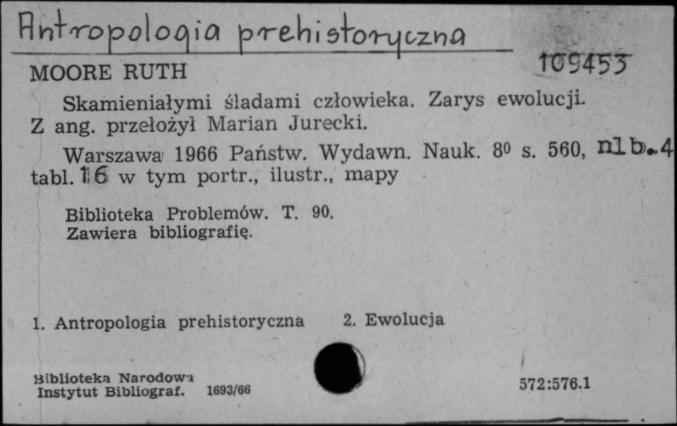 Antropologia prehistoryczna
109453
MOORE RUTH
Skamieniałymi śladami człowieka. Zarys ewolucji.
Z ang. przełożył Marian Jurecki.
Warszawa 1966 Państw. Wydawn. Nauk. 8⁰ s. 560, nlb. 4
tabl. 16 w tym portr., ilustr., mapy
Biblioteka Problemów. T. 90.
Zawiera bibliografię.
1. Antropologia prehistoryczna 2. Ewolucja
Biblioteka Narodowa
Instytut Bibliograf. 1693/66
572:576.1